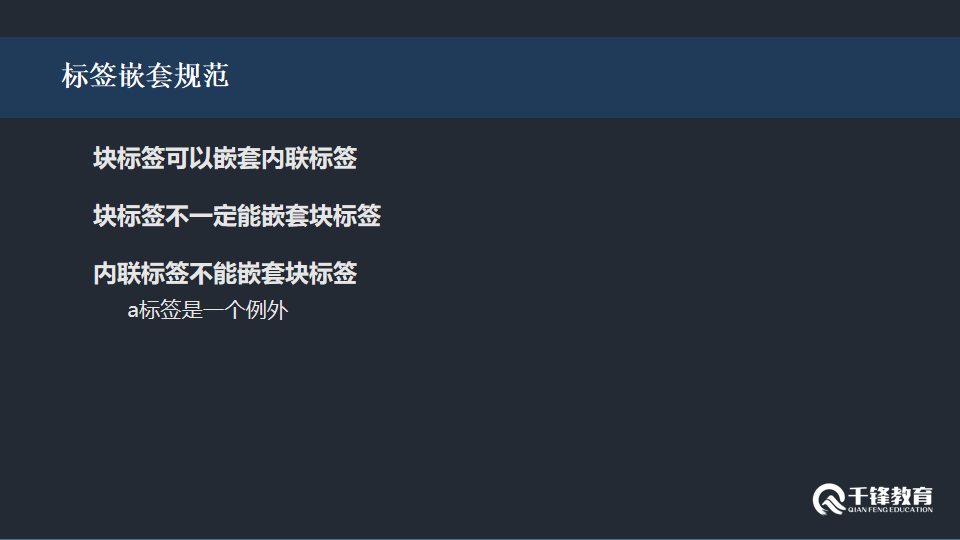 标签嵌套规范
块标签可以嵌套内联标签
块标签不一定能嵌套块标签
内联标签不能嵌套块标签
a标签是一个例外
千锋教育
QIAN FENG EDUCATION